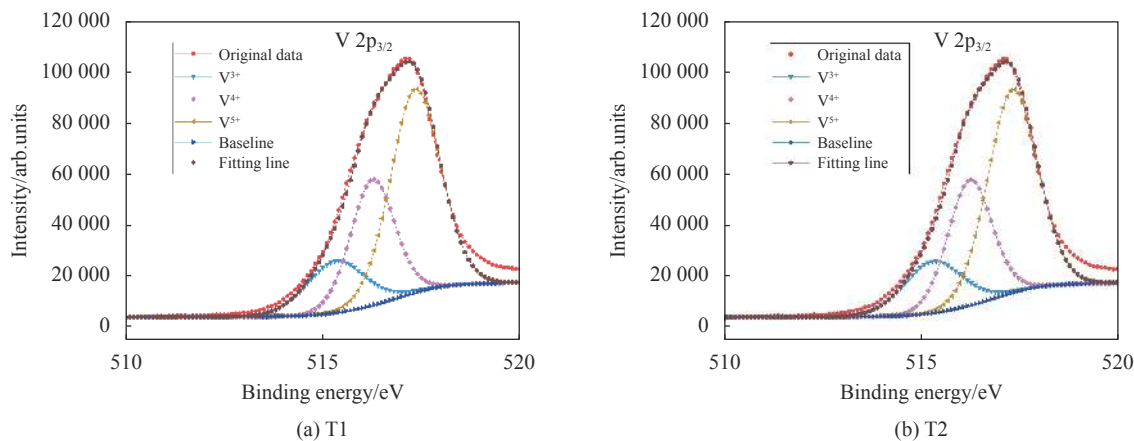 120 000
100 000
80 000
60 000
40 000
20 000
0
Intensity/arb.units
V 2p₃/₂
Original data
V³⁺
V⁴⁺
V⁵⁺
Baseline
Fitting line
510
515
520
Binding energy/eV
(a) T1
120 000
100 000
80 000
60 000
40 000
20 000
0
Intensity/arb.units
V 2p₃/₂
Original data
V³⁺
V⁴⁺
V⁵⁺
Baseline
Fitting line
510
515
520
Binding energy/eV
(b) T2